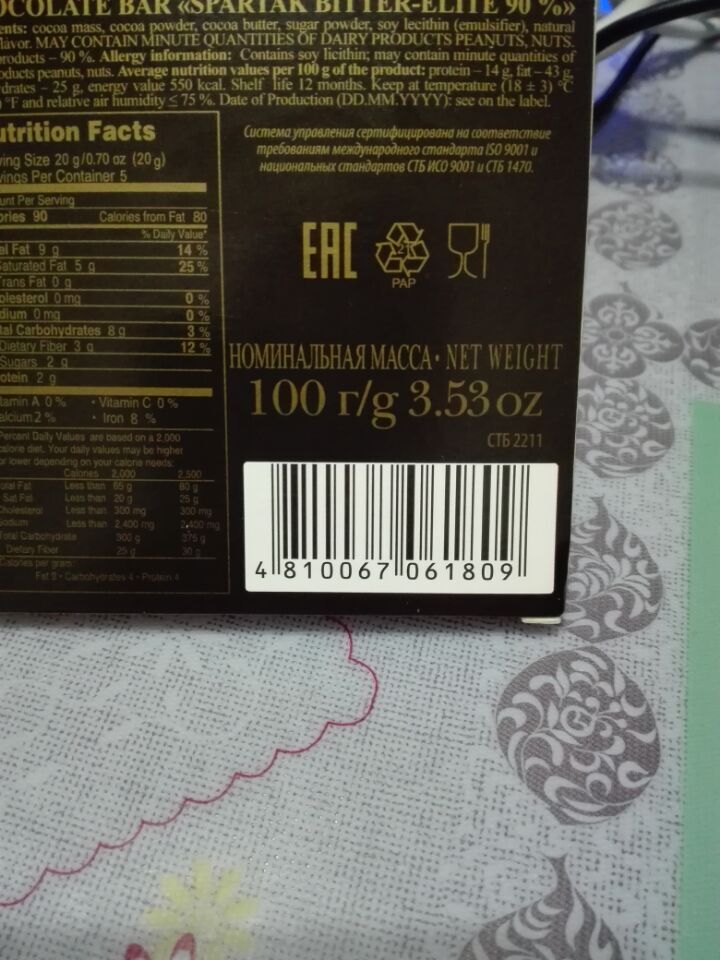 OCOLATE BAR «SPARTAK BITTER-ELITE 90 %»
ents: cocoa mass, cocoa powder, cocoa butter, sugar powder, soy lecithin (emulsifier), natural
flavor. MAY CONTAIN MINUTE QUANTITIES OF DAIRY PRODUCTS PEANUTS, NUTS.
products – 90 %. Allergy information: Contains soy licithin; may contain minute quantities of
oducts peanuts, nuts. Average nutrition values per 100 g of the product: protein – 14 g, fat – 43 g,
drates – 25 g, energy value 550 kcal. Shelf life 12 months. Keep at temperature (18 ± 3) °C
°F and relative air humidity ≤ 75 %. Date of Production (DD.MM.YYYY): see on the label.
utrition Facts
ving Size 20 g/0.70 oz (20 g)
vings Per Container 5
unt Per Serving
ories 90 Calories from Fat 80
% Daily Value*
al Fat 9 g 14 %
aturated Fat 5 g 25 %
Trans Fat 0 g
olesterol 0 mg 0 %
dium 0 mg 0 %
tal Carbohydrates 8 g 3 %
Dietary Fiber 3 g 12 %
Sugars 2 g
otein 2 g
tamin A 0 % • Vitamin C 0 %
alcium 2 % • Iron 8 %
Percent Daily Values are based on a 2,000
calorie diet. Your daily values may be higher
or lower depending on your calorie needs:
Calories 2,000 2,500
otal Fat Less than 65 g 80 g
Sat Fat Less than 20 g 25 g
Cholesterol Less than 300 mg 300 mg
Sodium Less than 2,400 mg 2,400 mg
Total Carbohydrate 300 g 375 g
Dietary Fiber 25 g 30 g
Calories per gram:
Fat 9 • Carbohydrates 4 • Protein 4
Система управления сертифицирована на соответствие
требованиям международного стандарта ISO 9001 и
национальных стандартов СТБ ИСО 9001 и СТБ 1470.
EAC
21
PAP
НОМИНАЛЬНАЯ МАССА • NET WEIGHT
100 г/g 3.53 oz
СТБ 2211
4 810067 061809